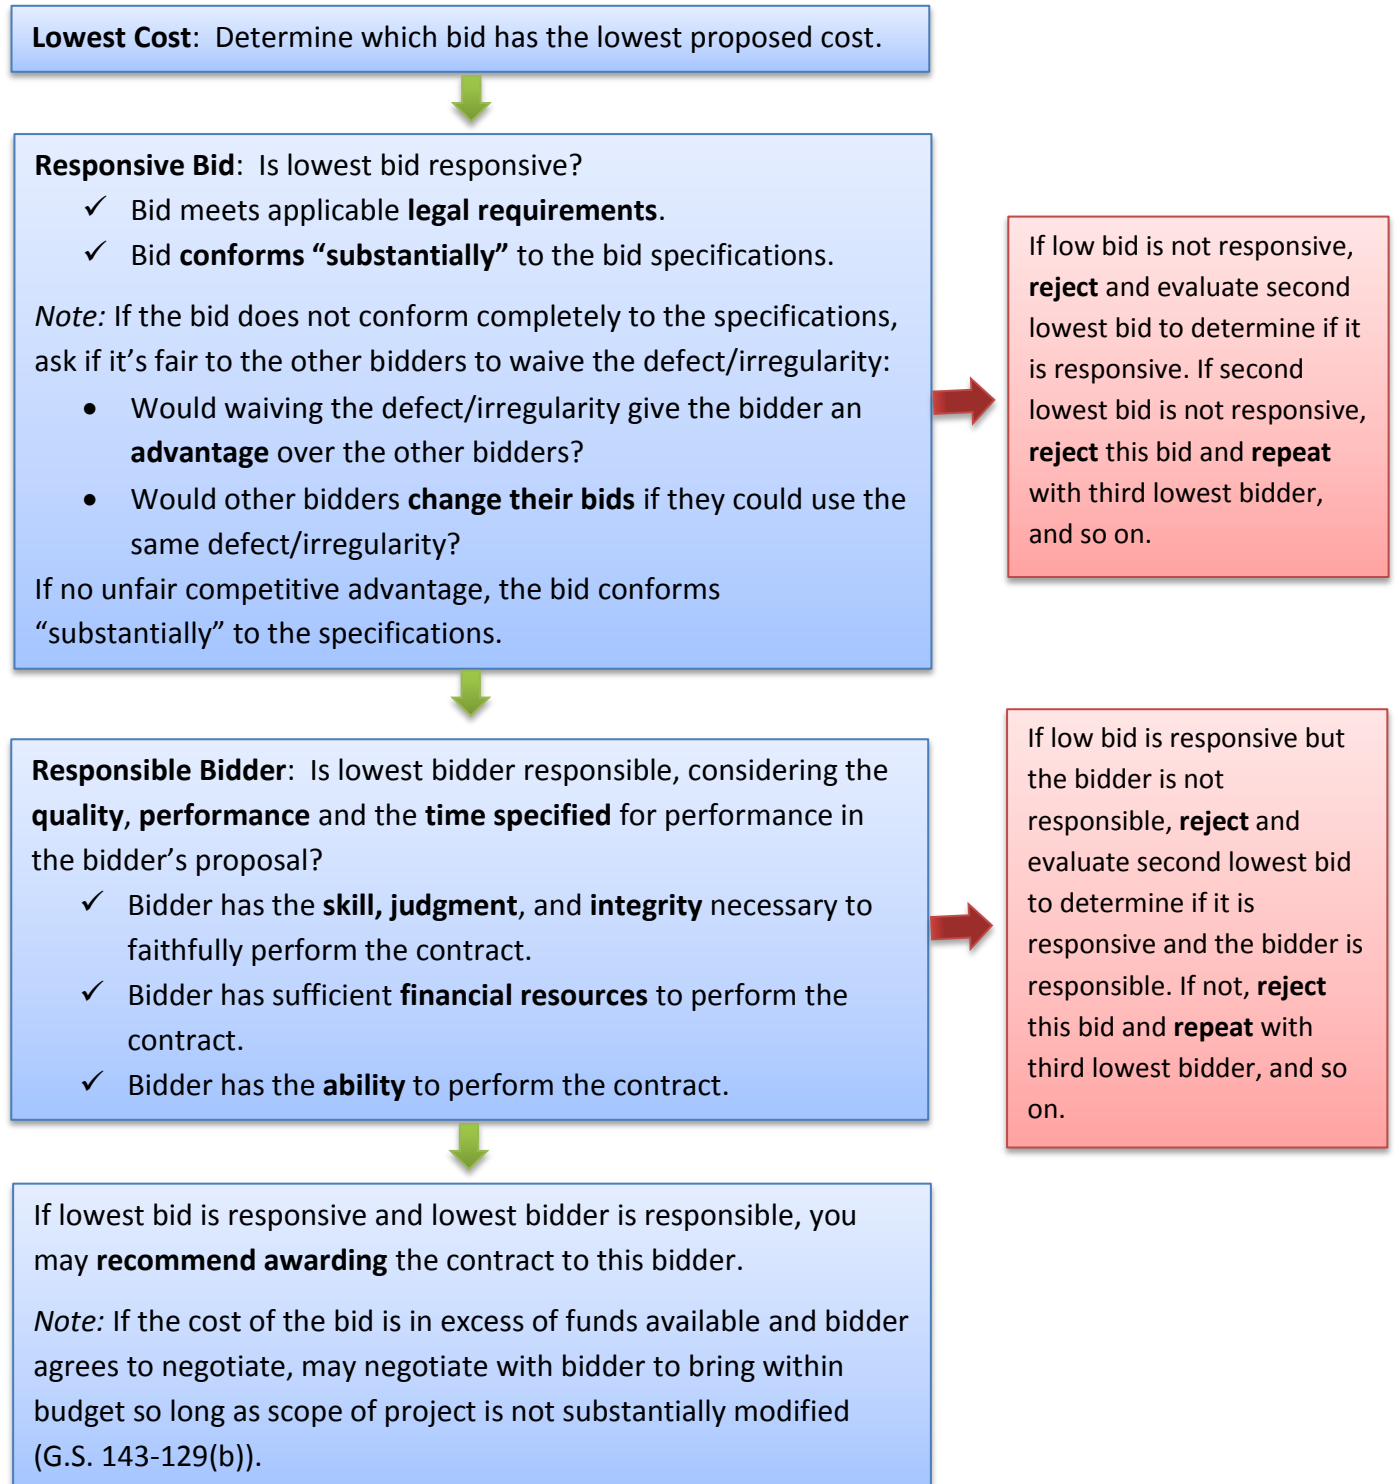 Lowest Cost: Determine which bid has the lowest proposed cost.
Responsive Bid: Is lowest bid responsive?
✓ Bid meets applicable legal requirements.
✓ Bid conforms “substantially” to the bid specifications.
Note: If the bid does not conform completely to the specifications,
ask if it’s fair to the other bidders to waive the defect/irregularity:
• Would waiving the defect/irregularity give the bidder an
advantage over the other bidders?
• Would other bidders change their bids if they could use the
same defect/irregularity?
If no unfair competitive advantage, the bid conforms
“substantially” to the specifications.
If low bid is not responsive,
reject and evaluate second
lowest bid to determine if it
is responsive. If second
lowest bid is not responsive,
reject this bid and repeat
with third lowest bidder,
and so on.
Responsible Bidder: Is lowest bidder responsible, considering the
quality, performance and the time specified for performance in
the bidder’s proposal?
✓ Bidder has the skill, judgment, and integrity necessary to
faithfully perform the contract.
✓ Bidder has sufficient financial resources to perform the
contract.
✓ Bidder has the ability to perform the contract.
If low bid is responsive but
the bidder is not
responsible, reject and
evaluate second lowest bid
to determine if it is
responsive and the bidder is
responsible. If not, reject
this bid and repeat with
third lowest bidder, and so
on.
If lowest bid is responsive and lowest bidder is responsible, you
may recommend awarding the contract to this bidder.
Note: If the cost of the bid is in excess of funds available and bidder
agrees to negotiate, may negotiate with bidder to bring within
budget so long as scope of project is not substantially modified
(G.S. 143-129(b)).